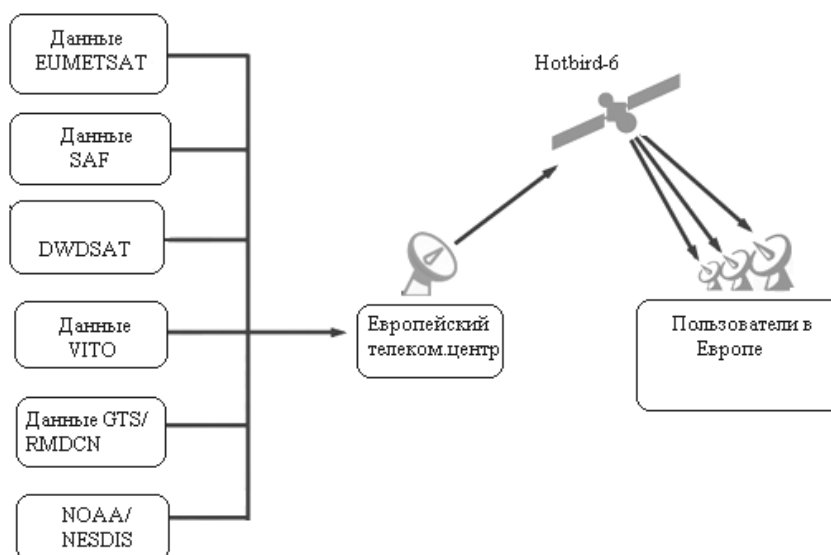 Данные
EUMETSAT
Hotbird-6
Данные
SAF
DWDSAT
Данные
VITO
Европейский
телеком.центр
Пользователи в
Европе
Данные GTS/
RMDCN
NOAA/
NESDIS